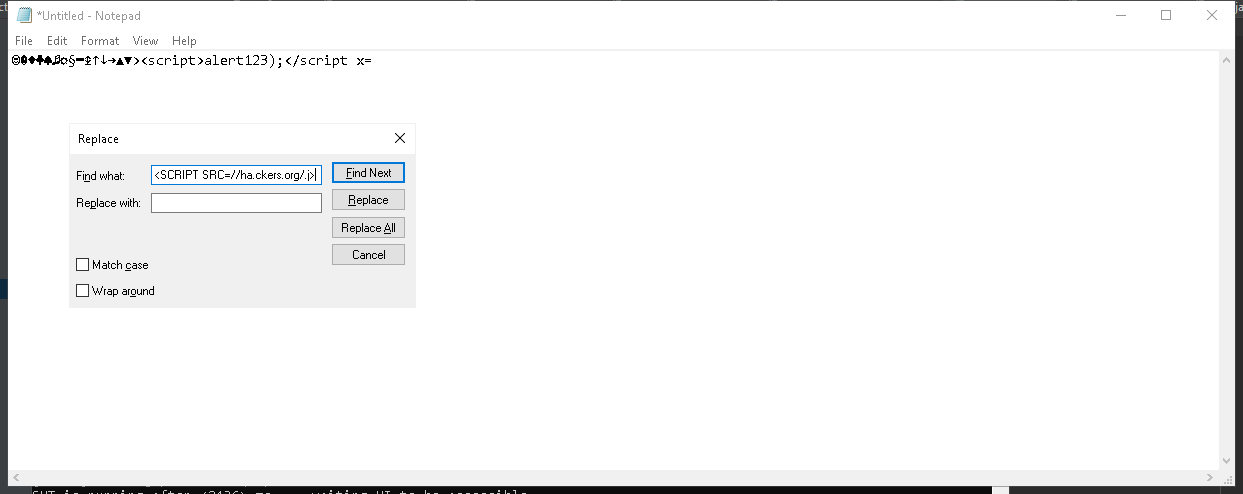 *Untitled - Notepad
File Edit Format View Help
☺☻♥♦♣♠♫☼§▬↨↑↓→▲▼><script>alert123);</script x=
Replace
Find what: <SCRIPT SRC=//ha.ckers.org/.j> Find Next
Replace with: Replace
Replace All
Cancel
Match case
Wrap around